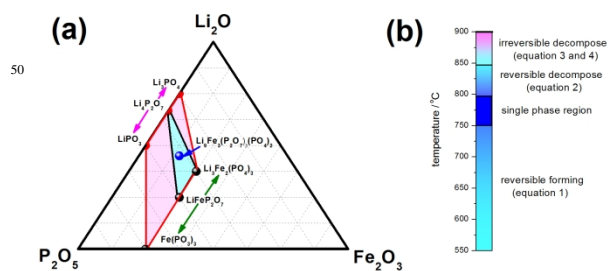 50
(a)
Li₂O
Li₃PO₄
Li₄P₂O₇
LiPO₃
Li₉Fe₃(P₂O₇)₃(PO₄)₂
Li₃Fe₂(PO₄)₃
LiFeP₂O₇
Fe(PO₃)₃
P₂O₅
Fe₂O₃
(b)
temperature / °C
900
850
800
750
700
650
600
550
irreversible decompose
(equation 3 and 4)
reversible decompose
(equation 2)
single phase region
reversible forming
(equation 1)